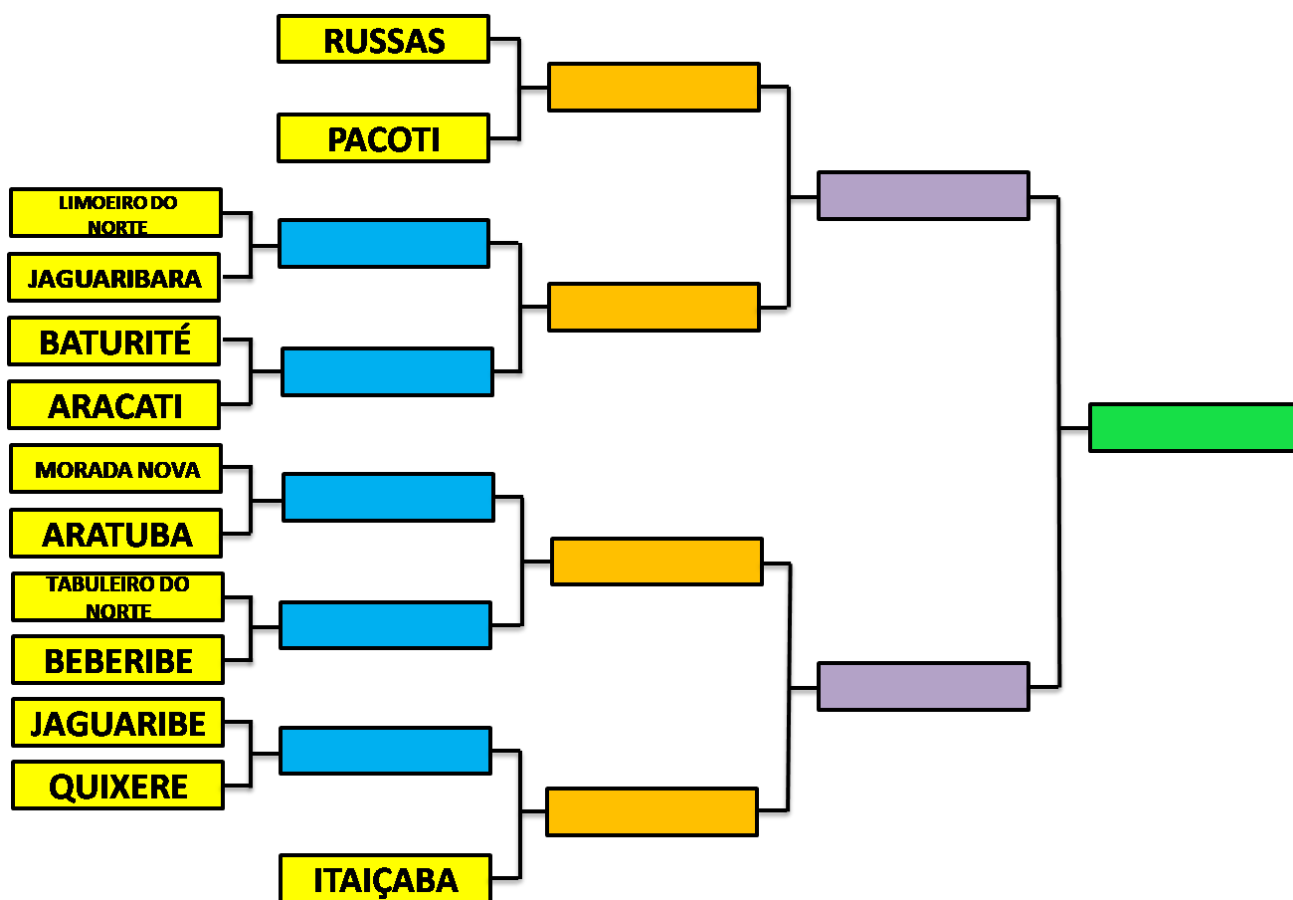 RUSSAS
PACOTI
LIMOEIRO DO
NORTE
JAGUARIBARA
BATURITÉ
ARACATI
MORADA NOVA
ARATUBA
TABULEIRO DO
NORTE
BEBERIBE
JAGUARIBE
QUIXERE
ITAIÇABA